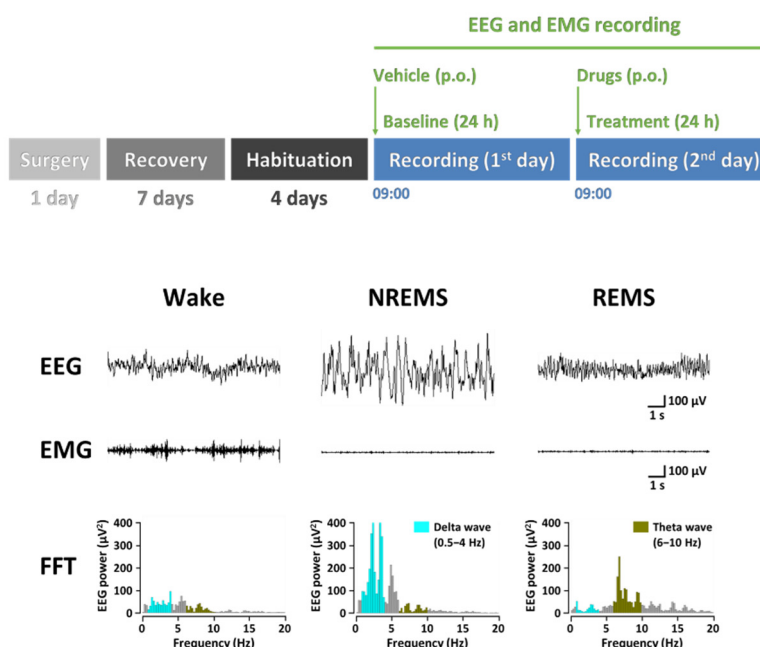 EEG and EMG recording
Vehicle (p.o.) Drugs (p.o.)
Baseline (24 h) Treatment (24 h)
Surgery Recovery Habituation Recording (1st day) Recording (2nd day)
1 day 7 days 4 days 09:00 09:00
Wake NREMS REMS
EEG
100 µV
1 s
EMG
100 µV
1 s
FFT
EEG power (µV²)
400
300
200
100
0
0 5 10 15 20
Frequency (Hz)
EEG power (µV²)
400
300
200
100
0
Delta wave
(0.5–4 Hz)
0 5 10 15 20
Frequency (Hz)
EEG power (µV²)
400
300
200
100
0
Theta wave
(6–10 Hz)
0 5 10 15 20
Frequency (Hz)